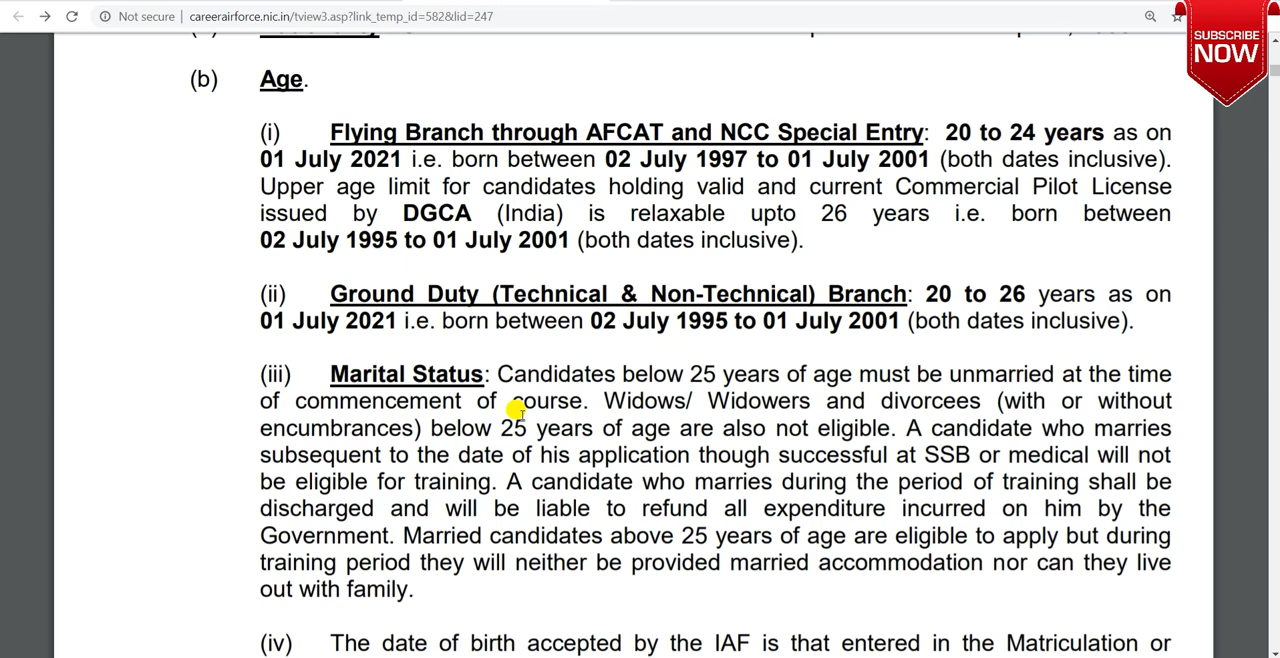 Not secure | careerairforce.nic.in/tview3.asp?link_temp_id=582&lid=247
SUBSCRIBE
NOW
(b) Age.
(i) Flying Branch through AFCAT and NCC Special Entry: 20 to 24 years as on
01 July 2021 i.e. born between 02 July 1997 to 01 July 2001 (both dates inclusive).
Upper age limit for candidates holding valid and current Commercial Pilot License
issued by DGCA (India) is relaxable upto 26 years i.e. born between
02 July 1995 to 01 July 2001 (both dates inclusive).
(ii) Ground Duty (Technical & Non-Technical) Branch: 20 to 26 years as on
01 July 2021 i.e. born between 02 July 1995 to 01 July 2001 (both dates inclusive).
(iii) Marital Status: Candidates below 25 years of age must be unmarried at the time
of commencement of course. Widows/ Widowers and divorcees (with or without
encumbrances) below 25 years of age are also not eligible. A candidate who marries
subsequent to the date of his application though successful at SSB or medical will not
be eligible for training. A candidate who marries during the period of training shall be
discharged and will be liable to refund all expenditure incurred on him by the
Government. Married candidates above 25 years of age are eligible to apply but during
training period they will neither be provided married accommodation nor can they live
out with family.
(iv) The date of birth accepted by the IAF is that entered in the Matriculation or